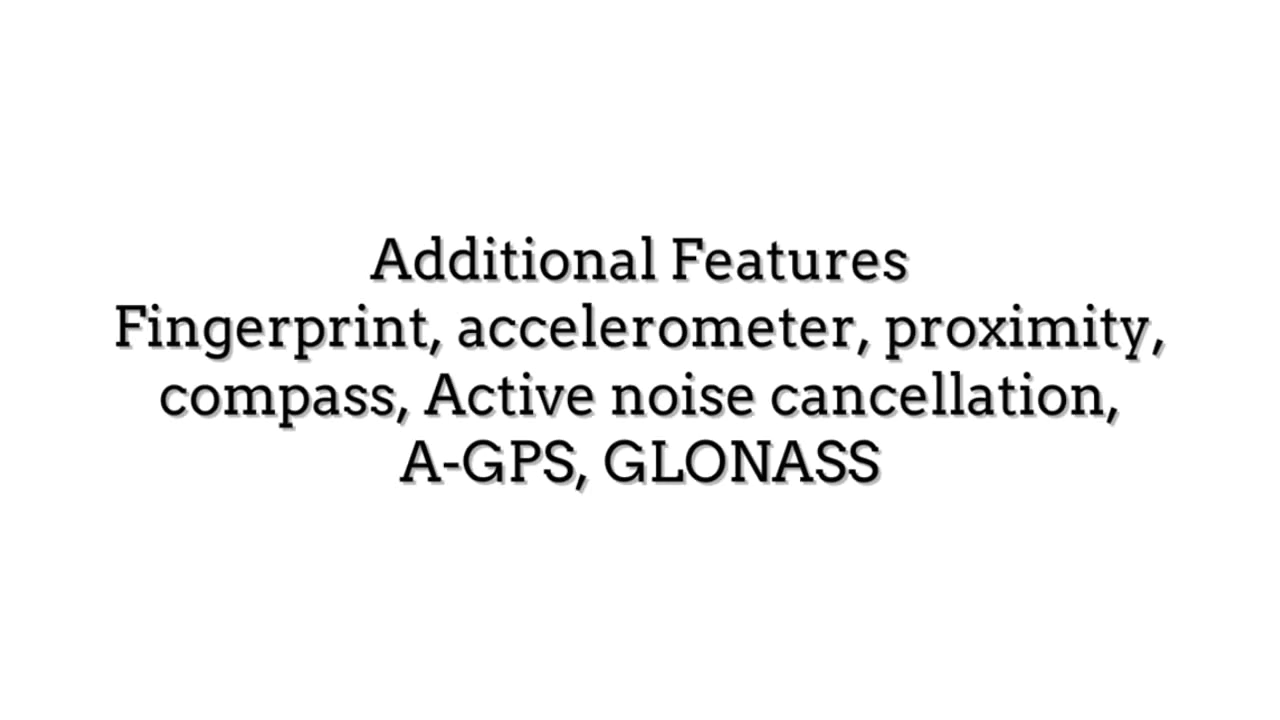 Additional Features
Fingerprint, accelerometer, proximity,
compass, Active noise cancellation,
A-GPS, GLONASS